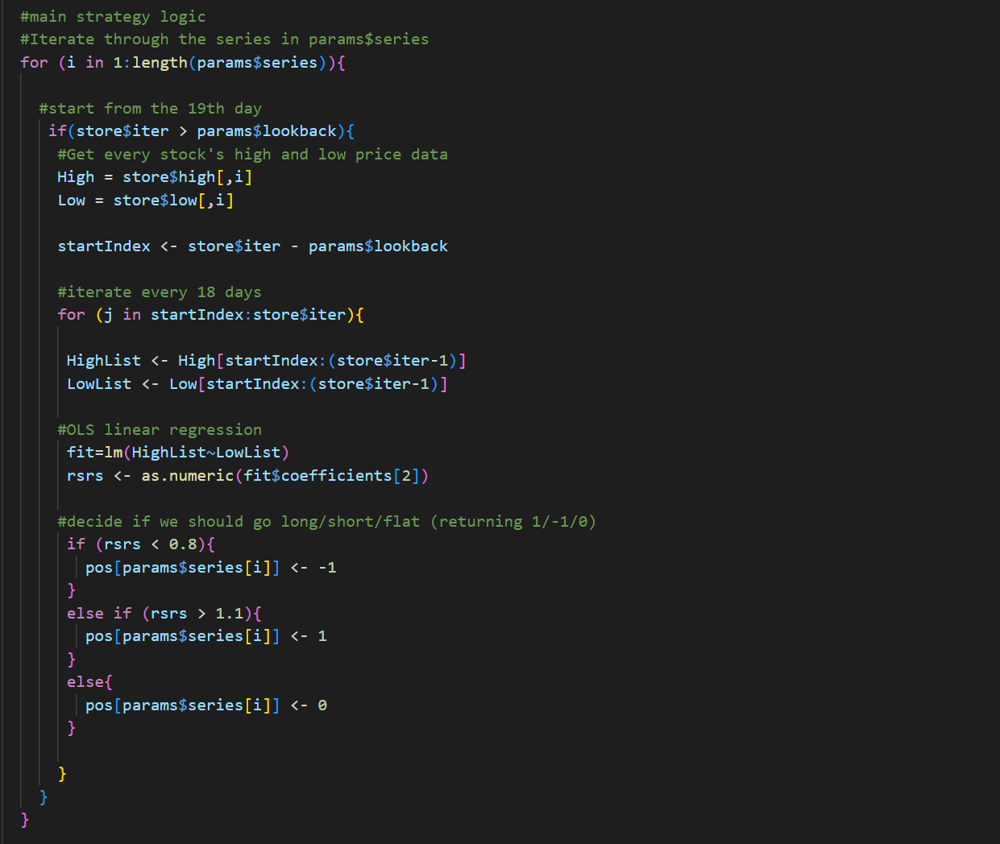 #main strategy logic
#Iterate through the series in params$series
for (i in 1:length(params$series)){
#start from the 19th day
if(store$iter > params$lookback){
#Get every stock's high and low price data
High = store$high[,i]
Low = store$low[,i]
startIndex <- store$iter - params$lookback
#iterate every 18 days
for (j in startIndex:store$iter){
HighList <- High[startIndex:(store$iter-1)]
LowList <- Low[startIndex:(store$iter-1)]
#OLS linear regression
fit=lm(HighList~LowList)
rsrs <- as.numeric(fit$coefficients[2])
#decide if we should go long/short/flat (returning 1/-1/0)
if (rsrs < 0.8){
pos[params$series[i]] <- -1
}
else if (rsrs > 1.1){
pos[params$series[i]] <- 1
}
else{
pos[params$series[i]] <- 0
}
}
}
}